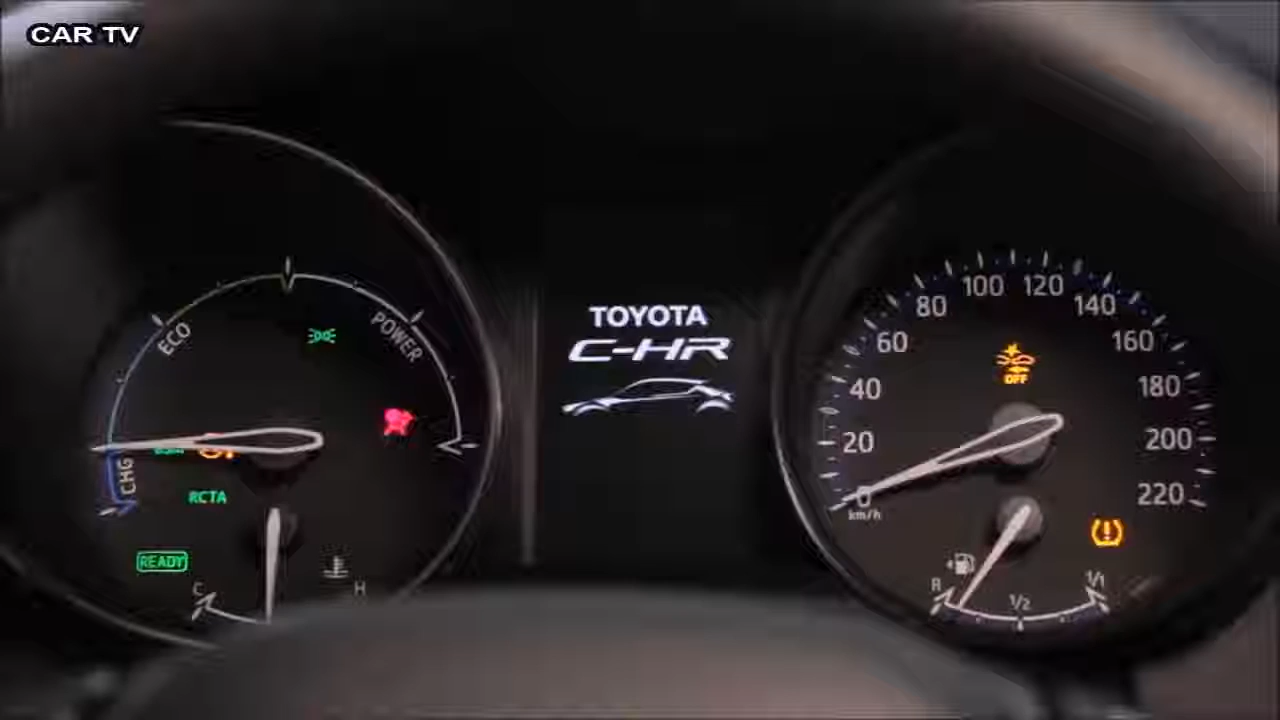 CAR TV
ECO
POWER
CHG
RCTA
READY
C
H
TOYOTA
C-HR
0
20
40
60
80
100
120
140
160
180
200
220
km/h
OFF
R
1/2
1/1